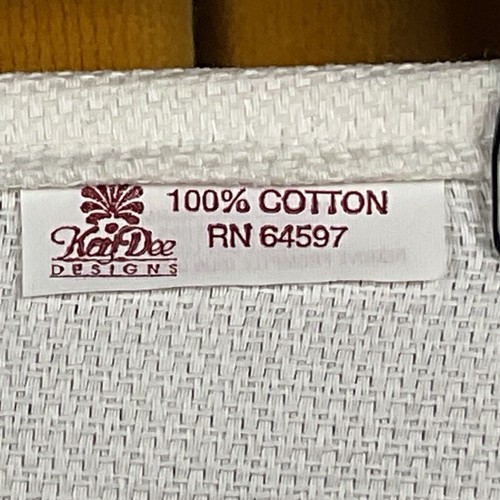 Kay Dee
DESIGNS
100% COTTON
RN 64597